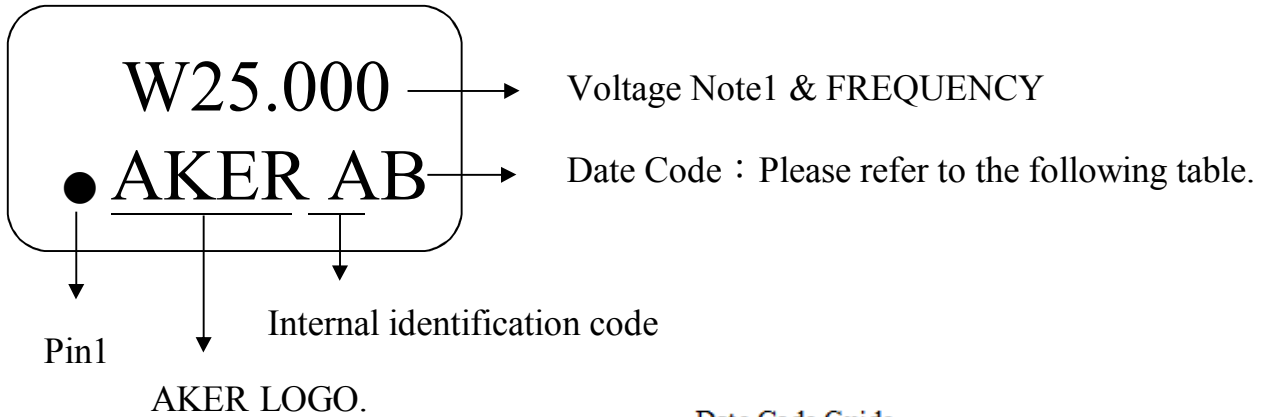 W25.000
Voltage Note1 & FREQUENCY
AKER AB
Date Code：Please refer to the following table.
Internal identification code
Pin1
AKER LOGO.
Date Code Guide